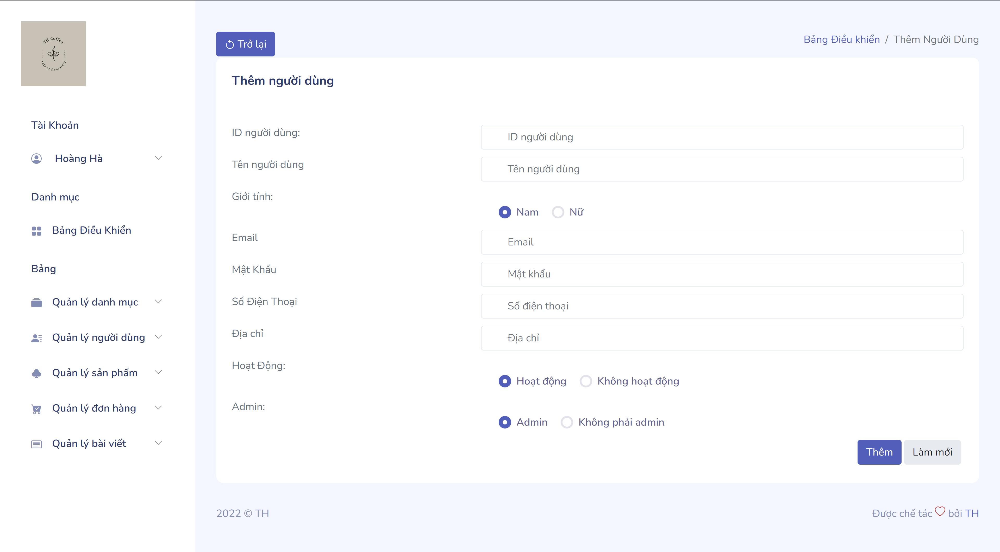 TH Coffee
cafe and roastery
Tài Khoản
Hoàng Hà
Danh mục
Bảng Điều Khiển
Bảng
Quản lý danh mục
Quản lý người dùng
Quản lý sản phẩm
Quản lý đơn hàng
Quản lý bài viết
Trở lại
Bảng Điều khiển / Thêm Người Dùng
Thêm người dùng
ID người dùng:
ID người dùng
Tên người dùng
Tên người dùng
Giới tính:
Nam Nữ
Email
Email
Mật Khẩu
Mật khẩu
Số Điện Thoại
Số điện thoại
Địa chỉ
Địa chỉ
Hoạt Động:
Hoạt động Không hoạt động
Admin:
Admin Không phải admin
Thêm Làm mới
2022 © TH
Được chế tác bởi TH